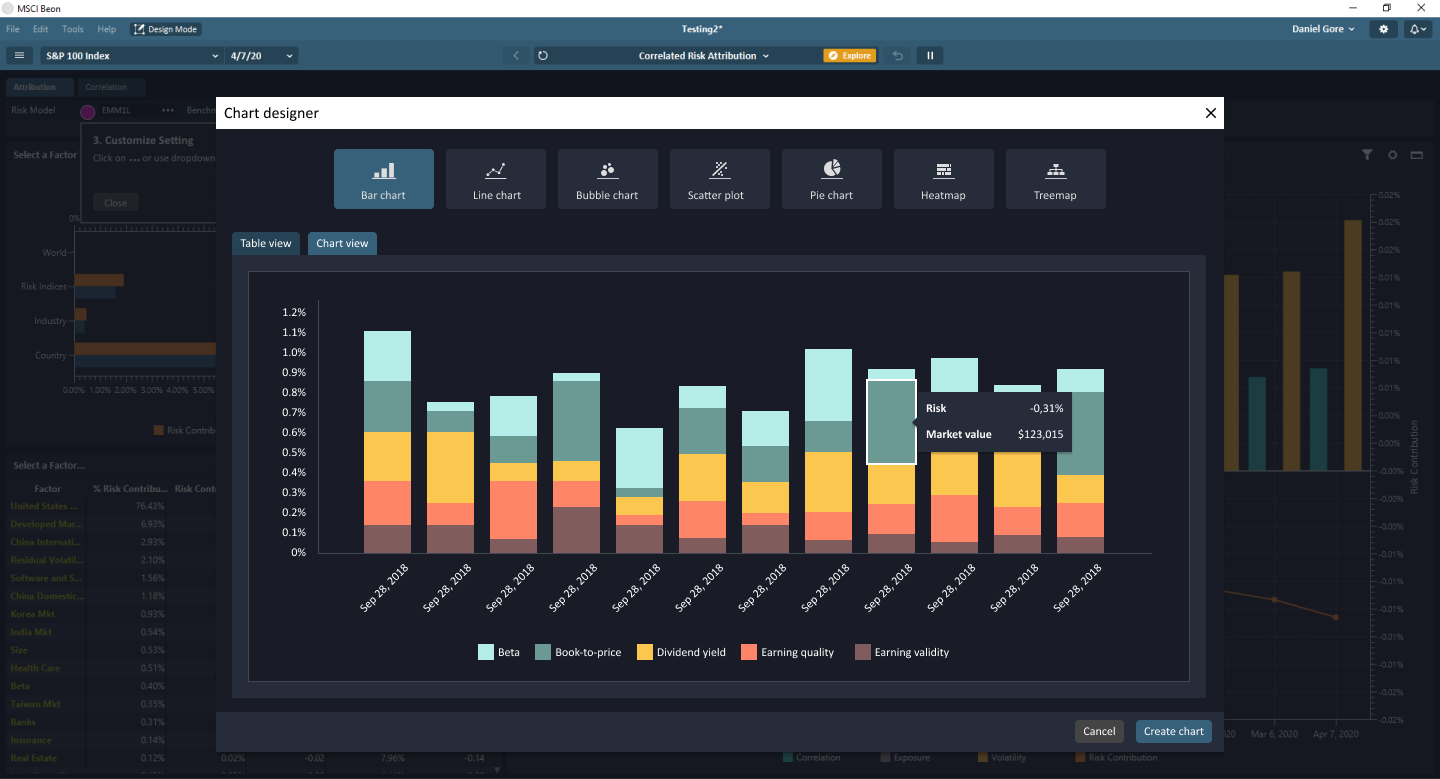 MSCI Beon
File Edit Tools Help Design Mode Testing2* Daniel Gore
S&P 100 Index 4/7/20 Correlated Risk Attribution Explore
Attribution Correlation
Risk Model EMM1L ••• Benchm
3. Customize Setting
Click on ... or use dropdown
Close
Select a Factor
0%
World
Risk Indices
Industry
Country
0.00% 1.00% 2.00% 3.00% 4.00% 5.00%
Risk Contrib
Select a Factor...
Factor % Risk Contribu... Risk Cont
United States ... 76.43%
Developed Mar... 6.93%
China Internati... 2.93%
Residual Volatil... 2.10%
Software and S... 1.56%
China Domestic... 1.18%
Korea Mkt 0.93%
India Mkt 0.54%
Size 0.53%
Health Care 0.51%
Beta 0.40%
Taiwan Mkt 0.35%
Banks 0.31%
Insurance 0.14%
Real Estate 0.12% 0.02% -0.02 7.96% -0.14
Chart designer
Bar chart Line chart Bubble chart Scatter plot Pie chart Heatmap Treemap
Table view Chart view
1.2%
1.1%
1.0%
0.9%
0.8%
0.7%
0.6%
0.5%
0.4%
0.3%
0.2%
0.1%
0%
Risk -0,31%
Market value $123,015
Sep 28, 2018 Sep 28, 2018 Sep 28, 2018 Sep 28, 2018 Sep 28, 2018 Sep 28, 2018 Sep 28, 2018 Sep 28, 2018 Sep 28, 2018 Sep 28, 2018 Sep 28, 2018 Sep 28, 2018
Beta Book-to-price Dividend yield Earning quality Earning validity
Cancel Create chart
0.02%
0.02%
0.02%
0.01%
0.01%
0.01%
0.01%
0.01%
0.00%
0.00%
-0.02%
-0.00%
-0.00%
-0.01%
-0.01%
-0.01%
-0.01%
-0.01%
-0.02%
-0.02%
Risk Contribution
020 Mar 6, 2020 Apr 7, 2020
Correlation Exposure Volatility Risk Contribution